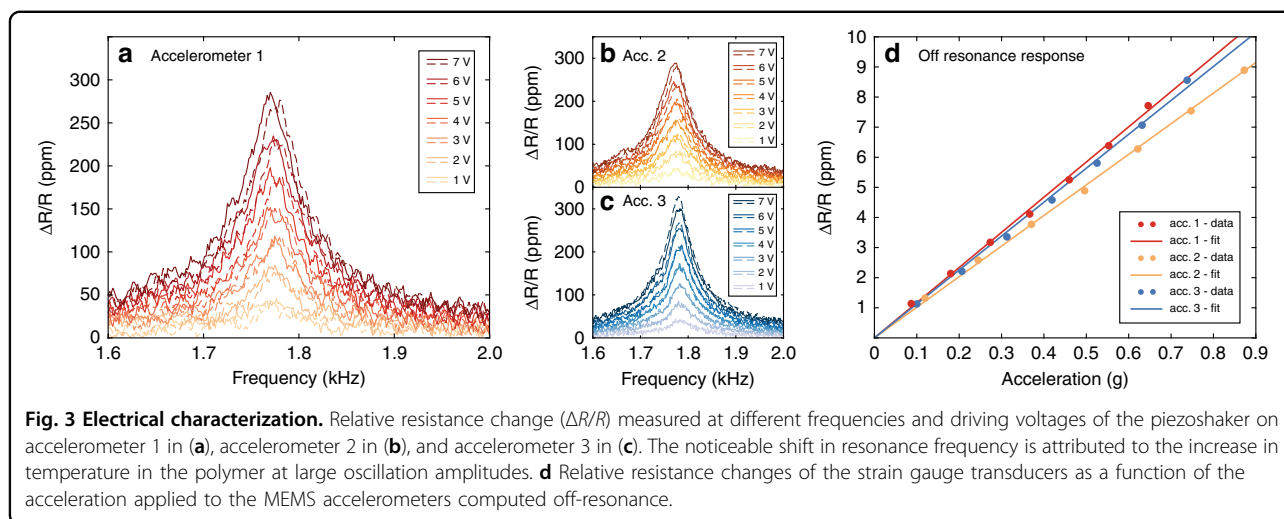 a Accelerometer 1
ΔR/R (ppm)
300
250
200
150
100
50
0
1.6 1.7 1.8 1.9 2.0
Frequency (kHz)
7 V
6 V
5 V
4 V
3 V
2 V
1 V
b Acc. 2
ΔR/R (ppm)
300
200
100
0
7 V
6 V
5 V
4 V
3 V
2 V
1 V
c Acc. 3
ΔR/R (ppm)
300
200
100
0
1.6 1.7 1.8 1.9 2.0
Frequency (kHz)
7 V
6 V
5 V
4 V
3 V
2 V
1 V
d Off resonance response
ΔR/R (ppm)
10
9
8
7
6
5
4
3
2
1
0 0.1 0.2 0.3 0.4 0.5 0.6 0.7 0.8 0.9
Acceleration (g)
acc. 1 - data
acc. 1 - fit
acc. 2 - data
acc. 2 - fit
acc. 3 - data
acc. 3 - fit
Fig. 3 Electrical characterization. Relative resistance change (ΔR/R) measured at different frequencies and driving voltages of the piezoshaker on
accelerometer 1 in (a), accelerometer 2 in (b), and accelerometer 3 in (c). The noticeable shift in resonance frequency is attributed to the increase in
temperature in the polymer at large oscillation amplitudes. d Relative resistance changes of the strain gauge transducers as a function of the
acceleration applied to the MEMS accelerometers computed off-resonance.